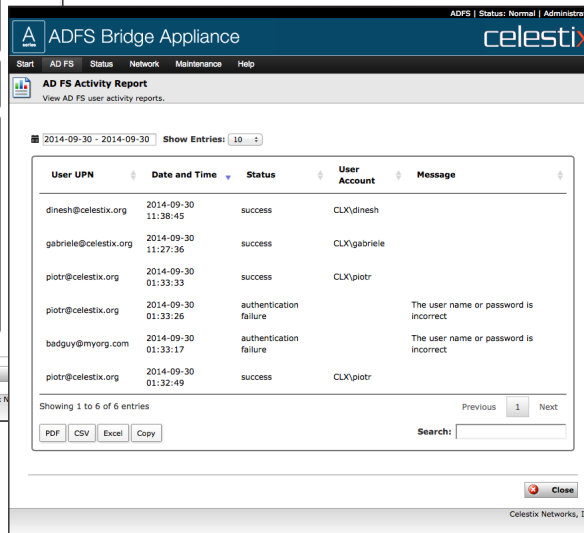 ADFS | Status: Normal | Administra
A
series
ADFS Bridge Appliance
celestix
Start AD FS Status Network Maintenance Help
AD FS Activity Report
View AD FS user activity reports.
2014-09-30 - 2014-09-30 Show Entries: 10
User UPN Date and Time Status User Account Message
dinesh@celestix.org 2014-09-30 11:38:45 success CLX\dinesh
gabriele@celestix.org 2014-09-30 11:27:36 success CLX\gabriele
piotr@celestix.org 2014-09-30 01:33:33 success CLX\piotr
piotr@celestix.org 2014-09-30 01:33:26 authentication failure The user name or password is incorrect
badguy@myorg.com 2014-09-30 01:33:17 authentication failure The user name or password is incorrect
piotr@celestix.org 2014-09-30 01:32:49 success CLX\piotr
Showing 1 to 6 of 6 entries Previous 1 Next
PDF CSV Excel Copy Search:
Close
Celestix Networks, I